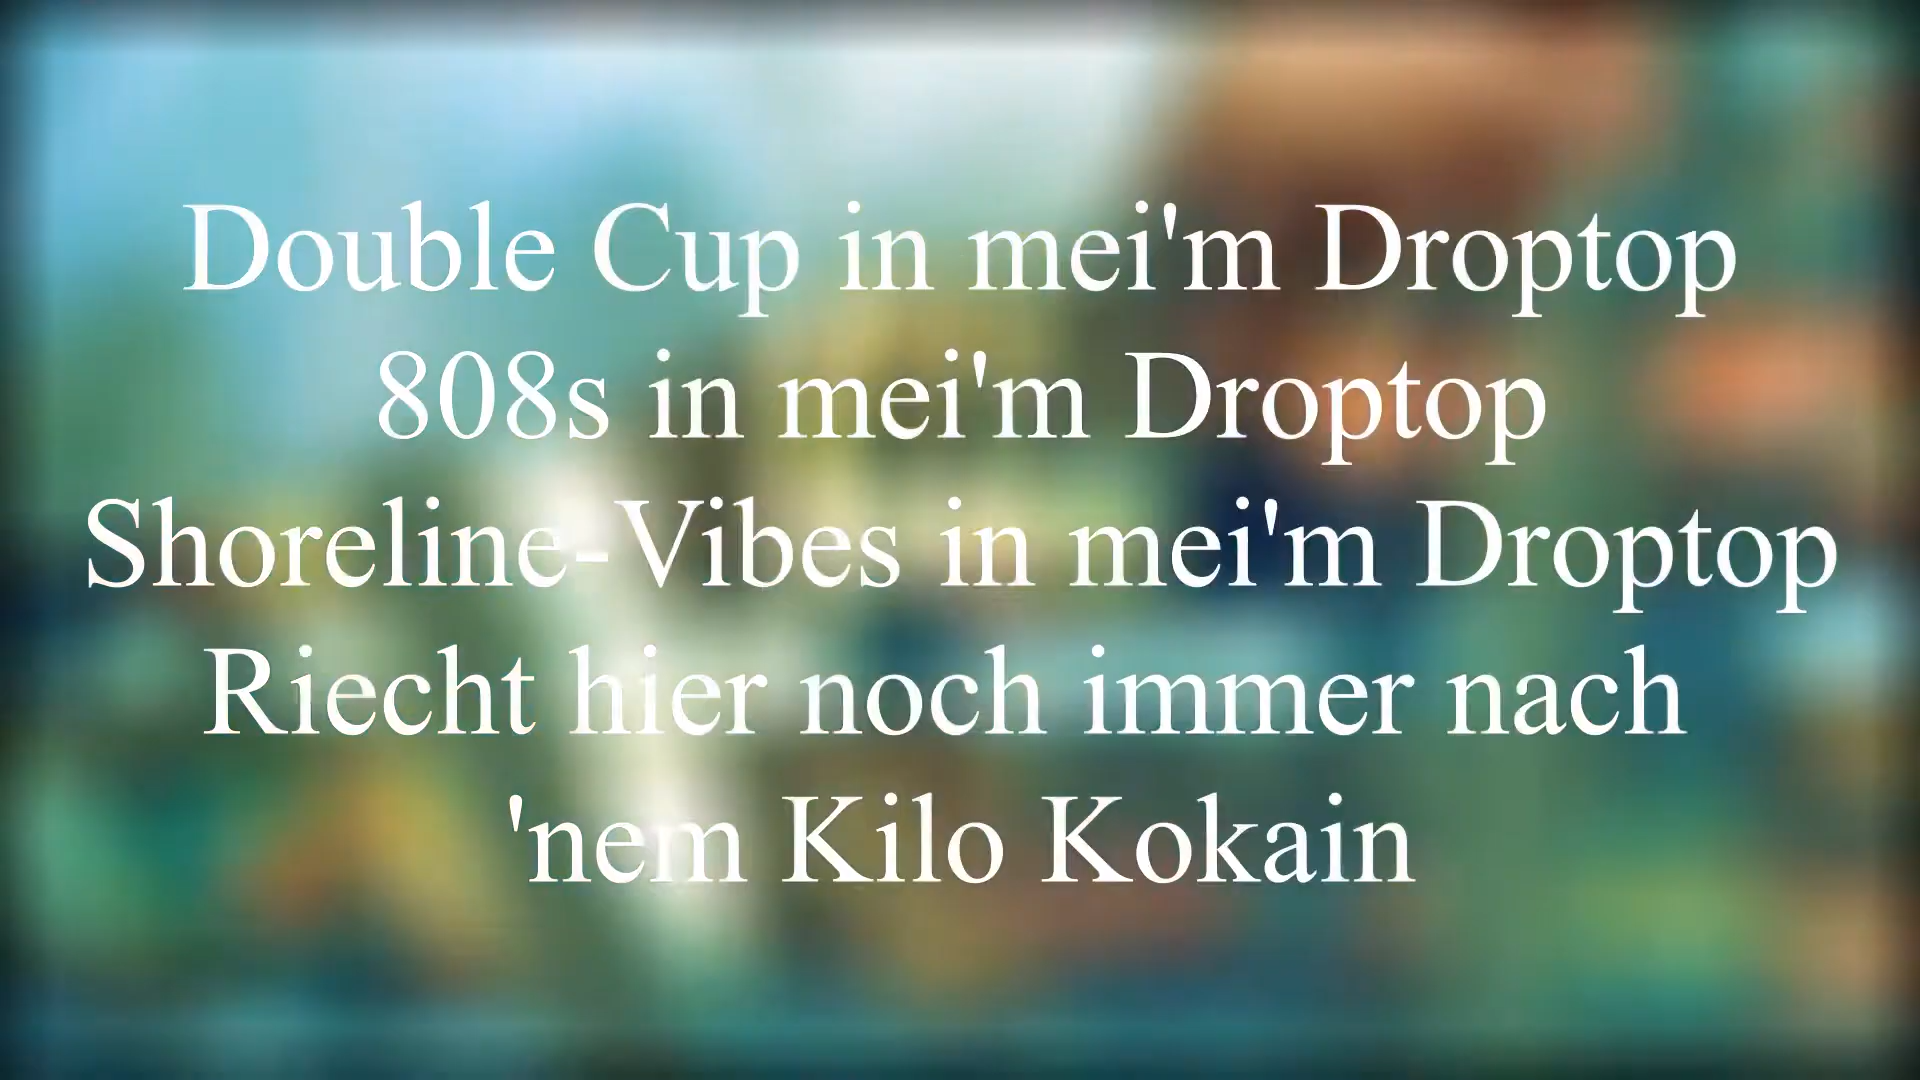 Double Cup in mei'm Droptop
808s in mei'm Droptop
Shoreline-Vibes in mei'm Droptop
Riecht hier noch immer nach
'nem Kilo Kokain